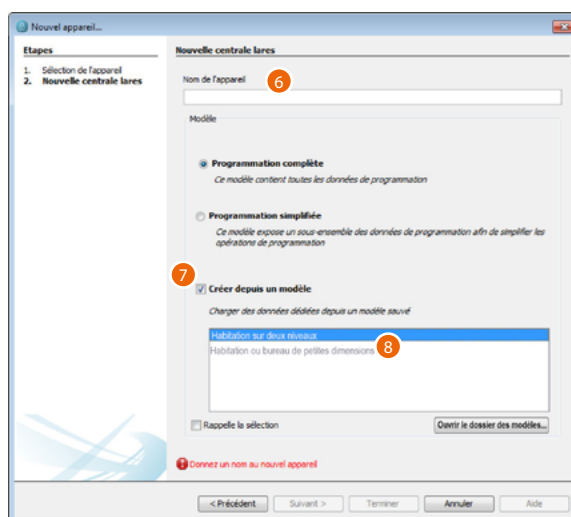 Nouvel appareil...
Etapes
1. Sélection de l'appareil
2. Nouvelle centrale lares
Nouvelle centrale lares
Nom de l'appareil
6
Modèle
Programmation complète
Ce modèle contient toutes les données de programmation
Programmation simplifiée
Ce modèle expose un sous-ensemble des données de programmation afin de simplifier les
opérations de programmation
7
Créer depuis un modèle
Charger des données dédiées depuis un modèle sauvé
Habitation sur deux niveaux
Habitation ou bureau de petites dimensions
8
Rappelle la sélection
Ouvrir le dossier des modèles...
Donnez un nom au nouvel appareil
< Précédent
Suivant >
Terminer
Annuler
Aide